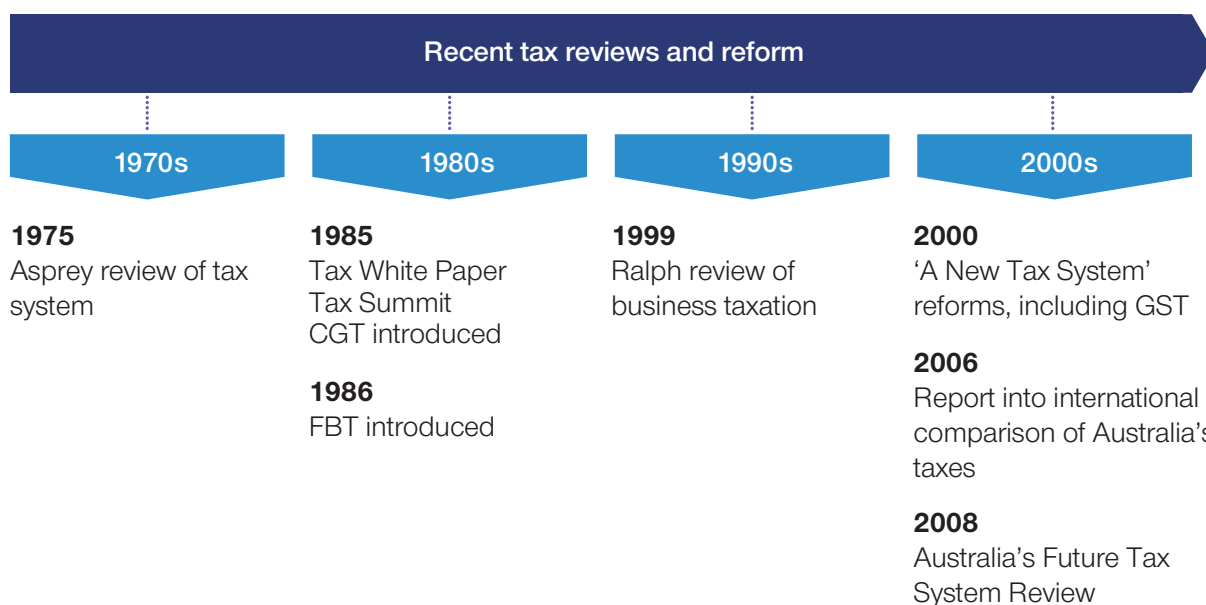 Recent tax reviews and reform
1970s
1980s
1990s
2000s
1975
Asprey review of tax
system
1985
Tax White Paper
Tax Summit
CGT introduced
1986
FBT introduced
1999
Ralph review of
business taxation
2000
‘A New Tax System’
reforms, including GST
2006
Report into international
comparison of Australia’s
taxes
2008
Australia’s Future Tax
System Review